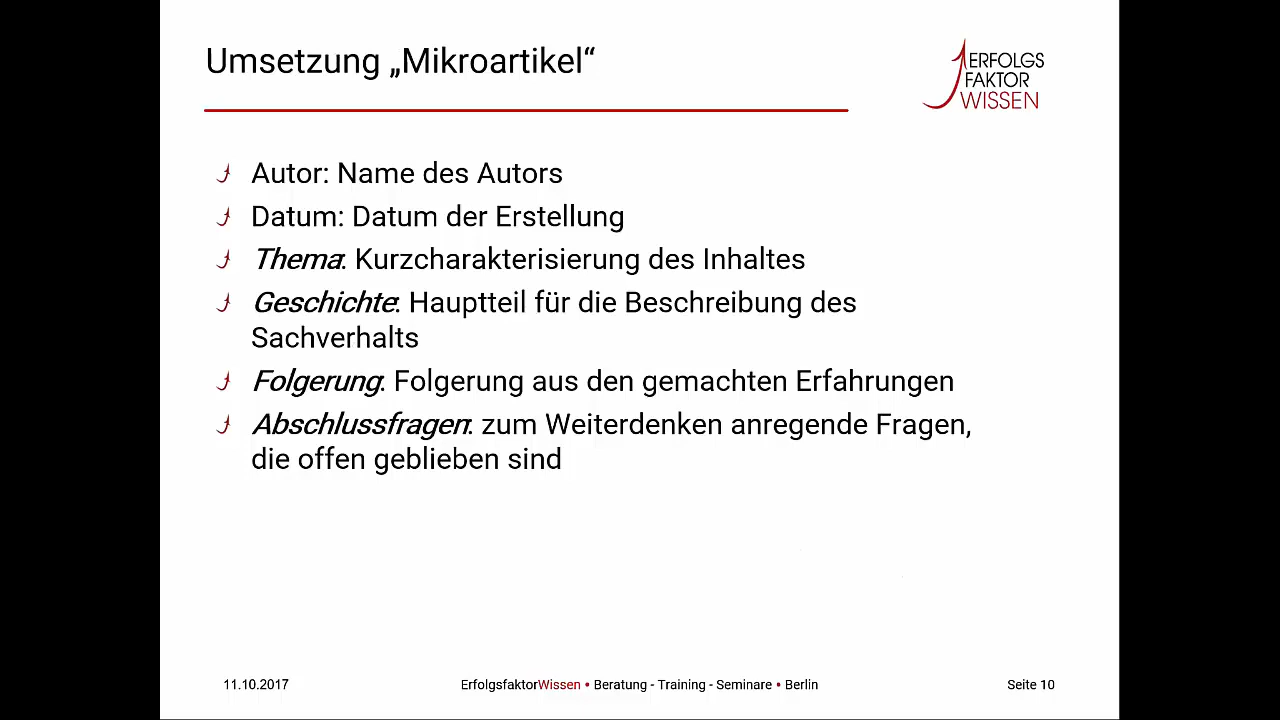 Umsetzung „Mikroartikel“
ERFOLGS
FAKTOR
WISSEN
Autor: Name des Autors
Datum: Datum der Erstellung
Thema: Kurzcharakterisierung des Inhaltes
Geschichte: Hauptteil für die Beschreibung des
Sachverhalts
Folgerung: Folgerung aus den gemachten Erfahrungen
Abschlussfragen: zum Weiterdenken anregende Fragen,
die offen geblieben sind
11.10.2017 ErfolgsfaktorWissen • Beratung - Training - Seminare • Berlin Seite 10